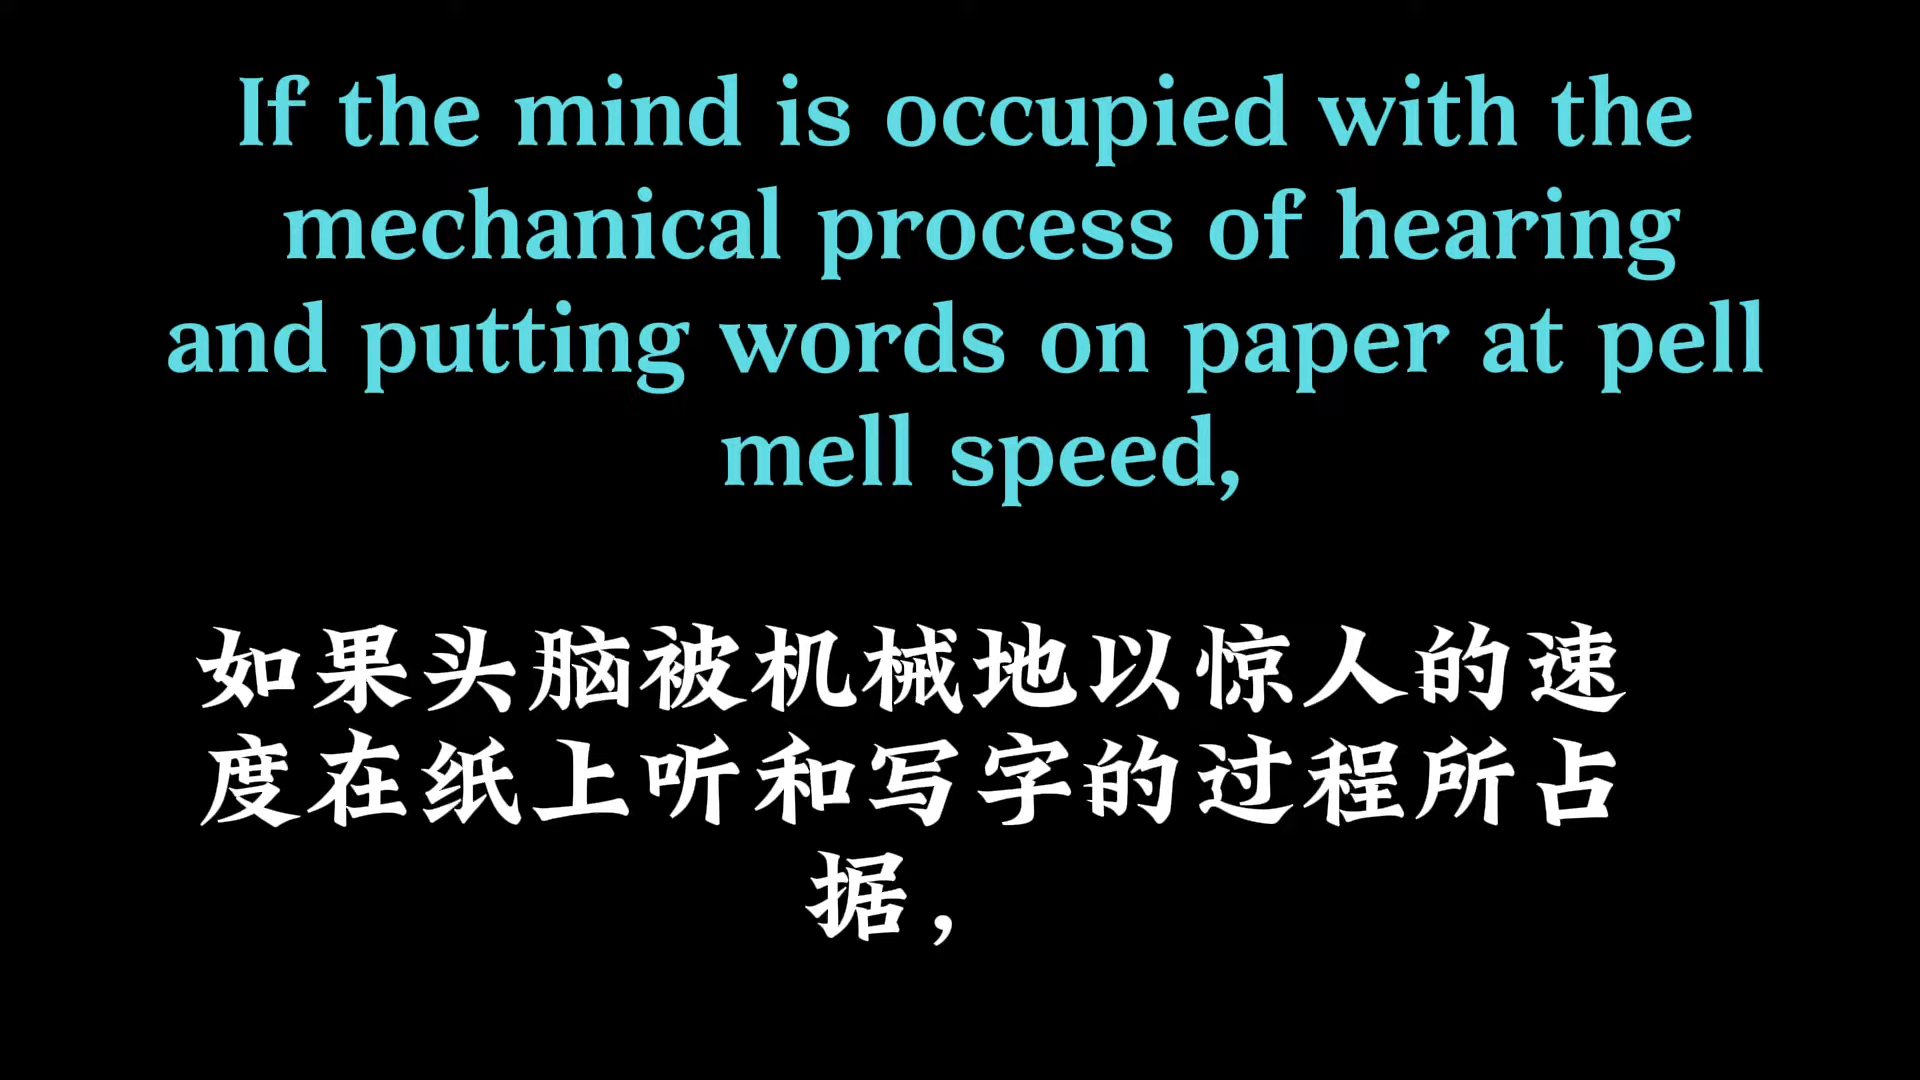 If the mind is occupied with the
mechanical process of hearing
and putting words on paper at pell
mell speed,
如果头脑被机械地以惊人的速
度在纸上听和写字的过程所占
据，